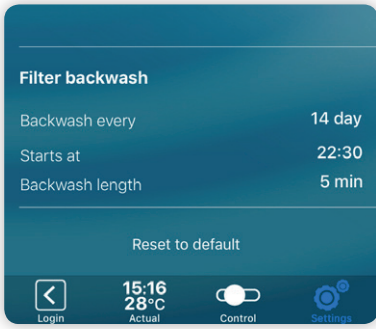 Filter backwash
Backwash every 14 day
Starts at 22:30
Backwash length 5 min
Reset to default
15:16
28°C
Login Actual Control Settings